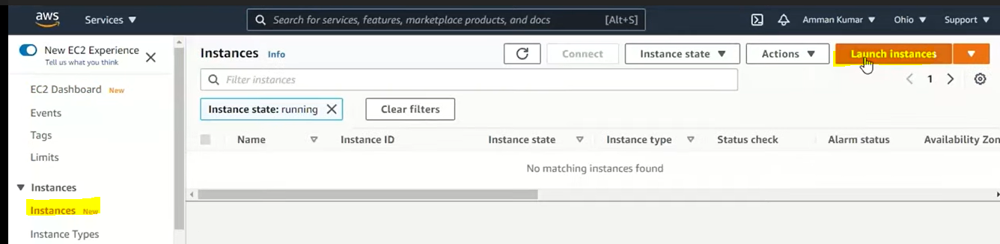 aws Services Search for services, features, marketplace products, and docs [Alt+S] Amman Kumar Ohio Support
New EC2 Experience
Tell us what you think
EC2 Dashboard New
Events
Tags
Limits
Instances
Instances New
Instance Types
Instances Info Connect Instance state Actions Launch instances
Filter instances 1
Instance state: running Clear filters
Name Instance ID Instance state Instance type Status check Alarm status Availability Zon
No matching instances found